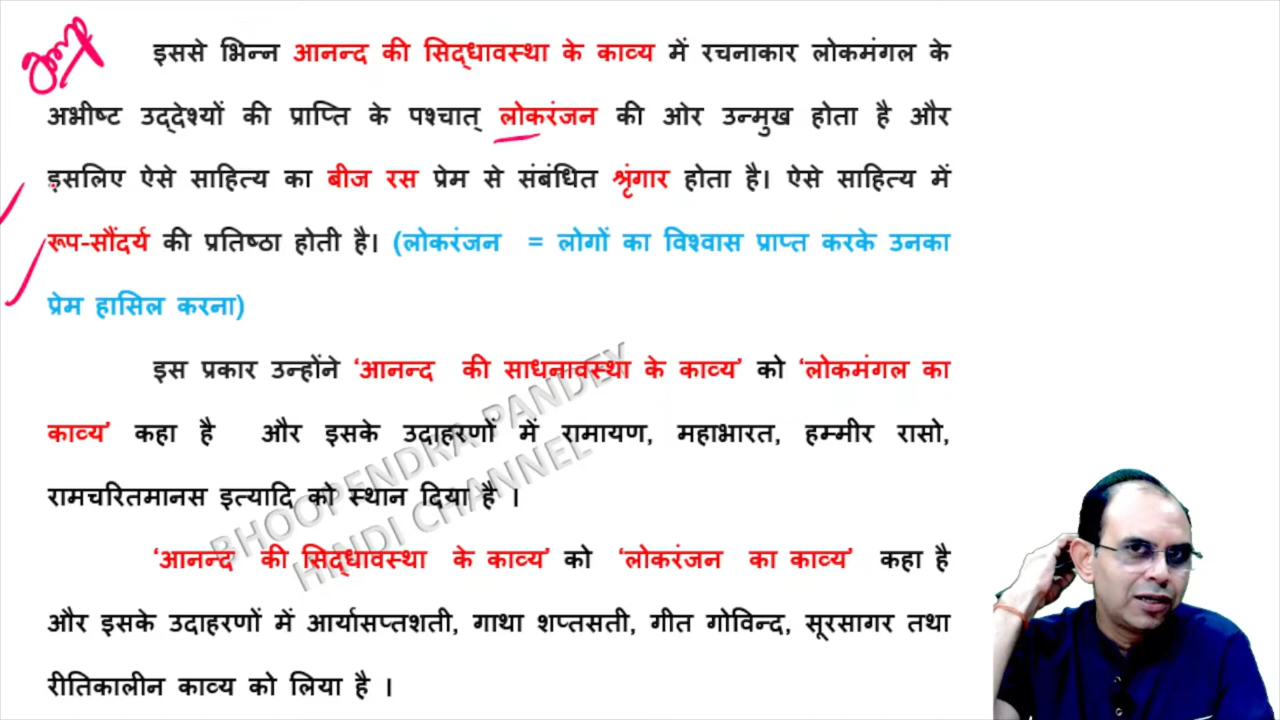 इससे भिन्न आनन्द की सिद्धावस्था के काव्य में रचनाकार लोकमंगल के
अभीष्ट उद्देश्यों की प्राप्ति के पश्चात् लोकरंजन की ओर उन्मुख होता है और
इसलिए ऐसे साहित्य का बीज रस प्रेम से संबंधित श्रृंगार होता है। ऐसे साहित्य में
रूप-सौंदर्य की प्रतिष्ठा होती है। (लोकरंजन = लोगों का विश्वास प्राप्त करके उनका
प्रेम हासिल करना)
इस प्रकार उन्होंने ‘आनन्द की साधनावस्था के काव्य’ को ‘लोकमंगल का
काव्य’ कहा है और इसके उदाहरणों में रामायण, महाभारत, हम्मीर रासो,
रामचरितमानस इत्यादि को स्थान दिया है ।
‘आनन्द की सिद्धावस्था के काव्य’ को ‘लोकरंजन का काव्य’ कहा है
और इसके उदाहरणों में आर्यासप्तशती, गाथा शप्तसती, गीत गोविन्द, सूरसागर तथा
रीतिकालीन काव्य को लिया है ।
BHOOPENDRA PANDEY
HINDI CHANNEL